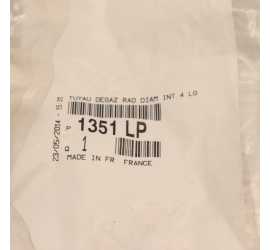 TUYAU DEGAZ RAD DIAM INT 4 LG
P 1351 LP
Q 1
MADE IN FR FRANCE
23/05/2014